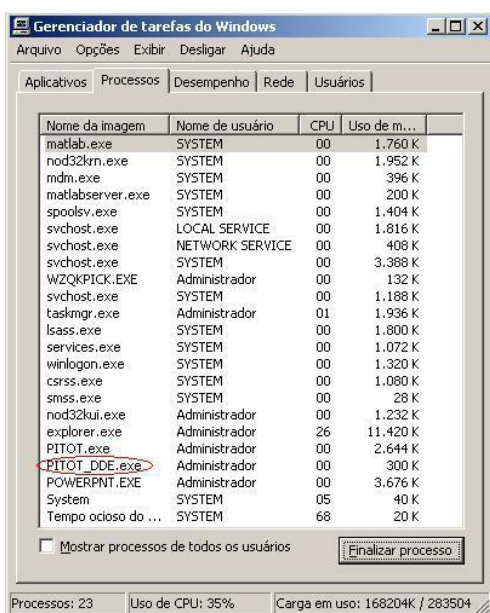 Gerenciador de tarefas do Windows
Arquivo Opções Exibir Desligar Ajuda
Aplicativos Processos Desempenho Rede Usuários
Nome da imagem Nome de usuário CPU Uso de m...
matlab.exe SYSTEM 00 1.760 K
nod32krn.exe SYSTEM 00 1.952 K
mdm.exe SYSTEM 00 396 K
matlabserver.exe SYSTEM 00 200 K
spoolsv.exe SYSTEM 00 1.404 K
svchost.exe LOCAL SERVICE 00 1.816 K
svchost.exe NETWORK SERVICE 00 408 K
svchost.exe SYSTEM 00 3.388 K
WZQKPICK.EXE Administrador 00 132 K
svchost.exe SYSTEM 00 1.188 K
taskmgr.exe Administrador 01 1.936 K
lsass.exe SYSTEM 00 1.800 K
services.exe SYSTEM 00 1.072 K
winlogon.exe SYSTEM 00 1.320 K
csrss.exe SYSTEM 00 1.080 K
smss.exe SYSTEM 00 28 K
nod32kui.exe Administrador 00 1.232 K
explorer.exe Administrador 26 11.420 K
PITOT.exe Administrador 00 2.644 K
PITOT_DDE.exe Administrador 00 300 K
POWERPNT.EXE Administrador 00 3.676 K
System SYSTEM 05 40 K
Tempo ocioso do ... SYSTEM 68 20 K
Mostrar processos de todos os usuários Finalizar processo
Processos: 23 Uso de CPU: 35% Carga em uso: 168204K / 283504